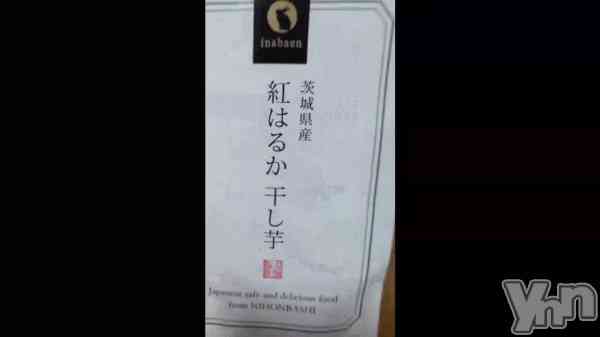 inabaen
茨城県産
紅はるか 干し芋
Japanese safe and delicious food
from NIHONBASHI
yhn